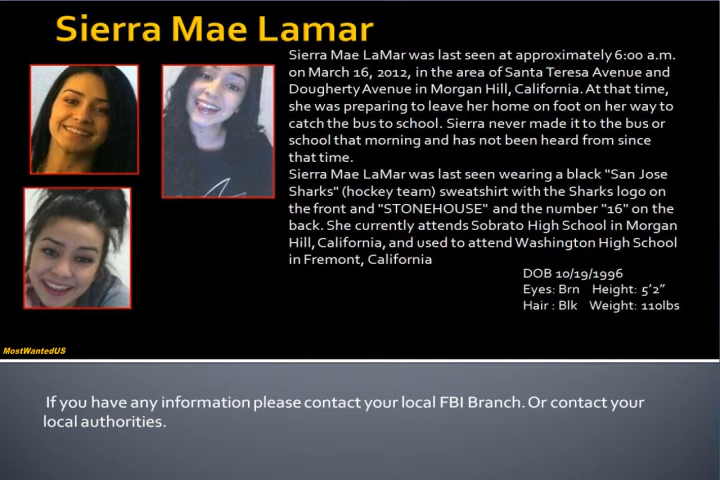 Sierra Mae Lamar
Sierra Mae LaMar was last seen at approximately 6:00 a.m.
on March 16, 2012, in the area of Santa Teresa Avenue and
Dougherty Avenue in Morgan Hill, California. At that time,
she was preparing to leave her home on foot on her way to
catch the bus to school. Sierra never made it to the bus or
school that morning and has not been heard from since
that time.
Sierra Mae LaMar was last seen wearing a black "San Jose
Sharks" (hockey team) sweatshirt with the Sharks logo on
the front and "STONEHOUSE" and the number "16" on the
back. She currently attends Sobrato High School in Morgan
Hill, California, and used to attend Washington High School
in Fremont, California
DOB 10/19/1996
Eyes: Brn Height: 5’2”
Hair : Blk Weight: 110lbs
MostWantedUS
If you have any information please contact your local FBI Branch. Or contact your
local authorities.